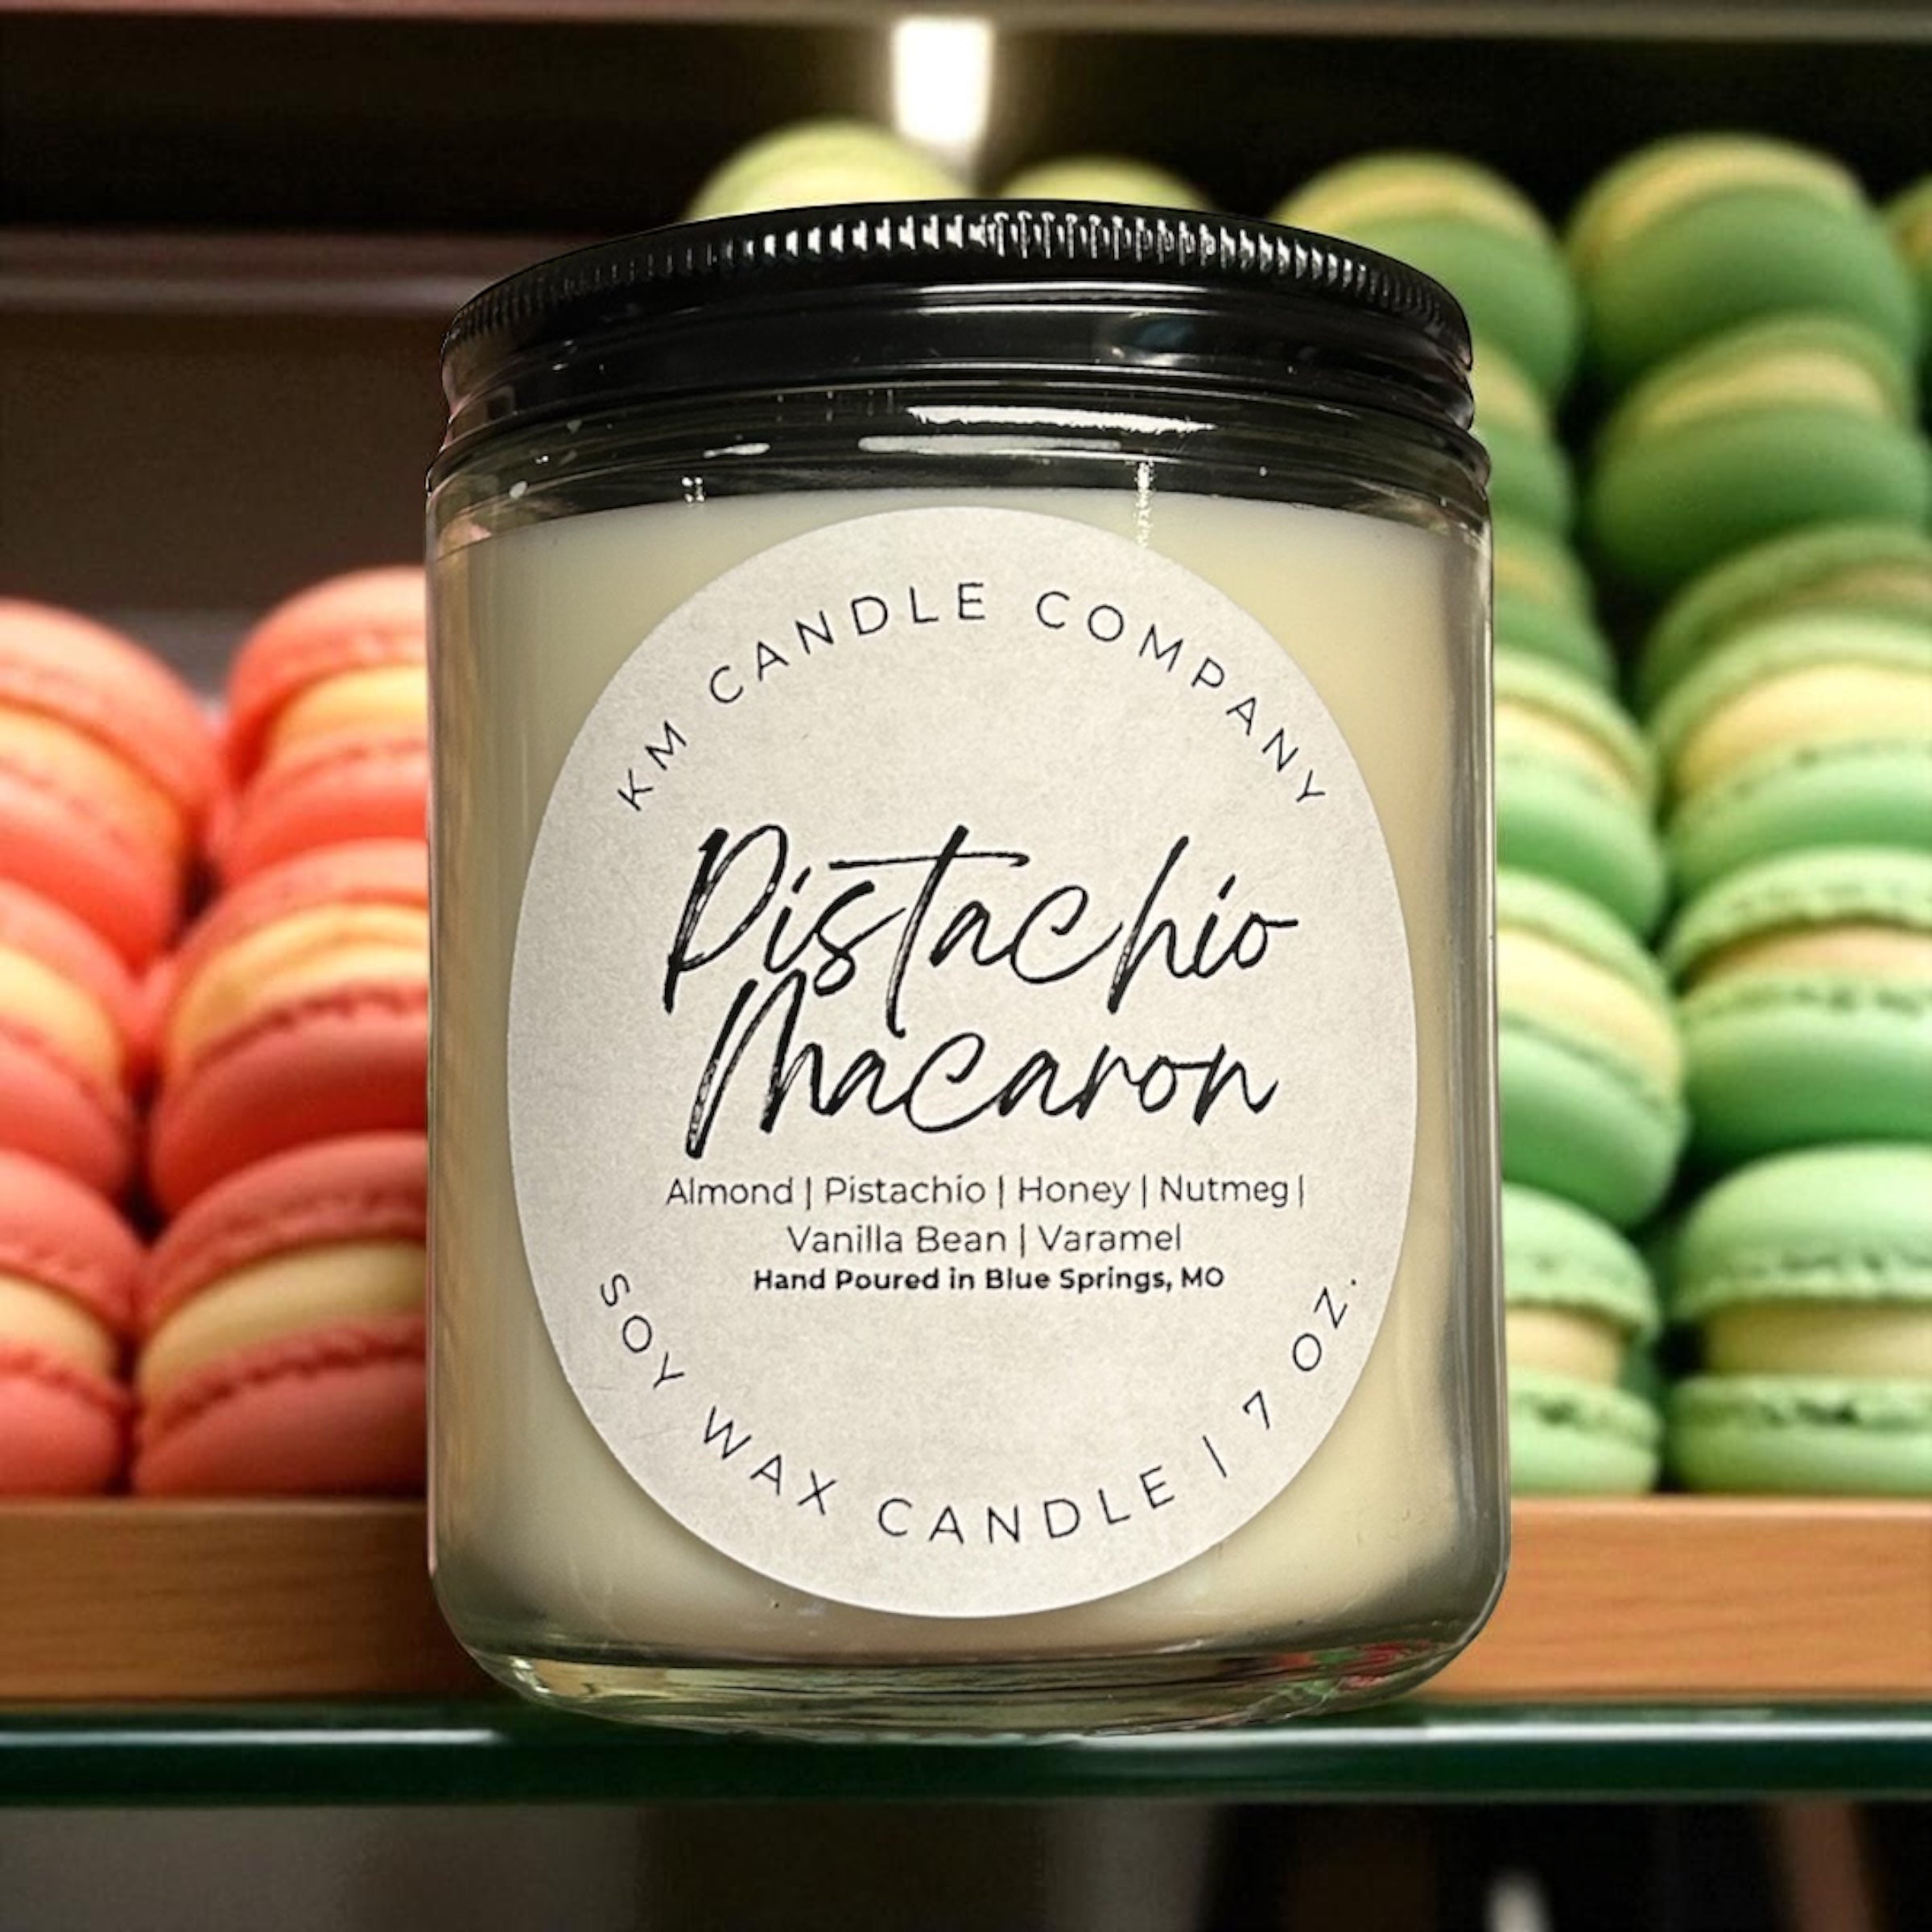 KM CANDLE COMPANY
Pistachio
Macaron
Almond | Pistachio | Honey | Nutmeg |
Vanilla Bean | Varamel
Hand Poured in Blue Springs, MO
SOY WAX CANDLE | 7 OZ.